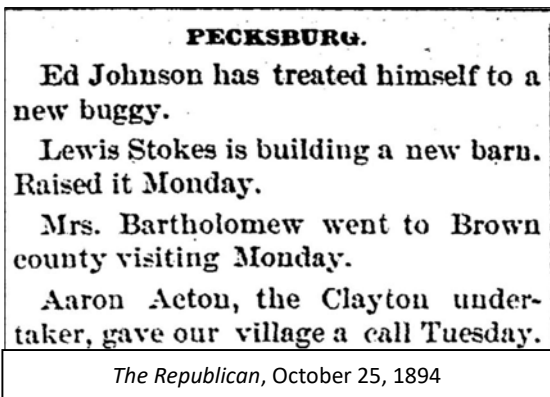 PECKSBURG.
Ed Johnson has treated himself to a
new buggy.
Lewis Stokes is building a new barn.
Raised it Monday.
Mrs. Bartholomew went to Brown
county visiting Monday.
Aaron Acton, the Clayton under-
taker, gave our village a call Tuesday.
The Republican, October 25, 1894